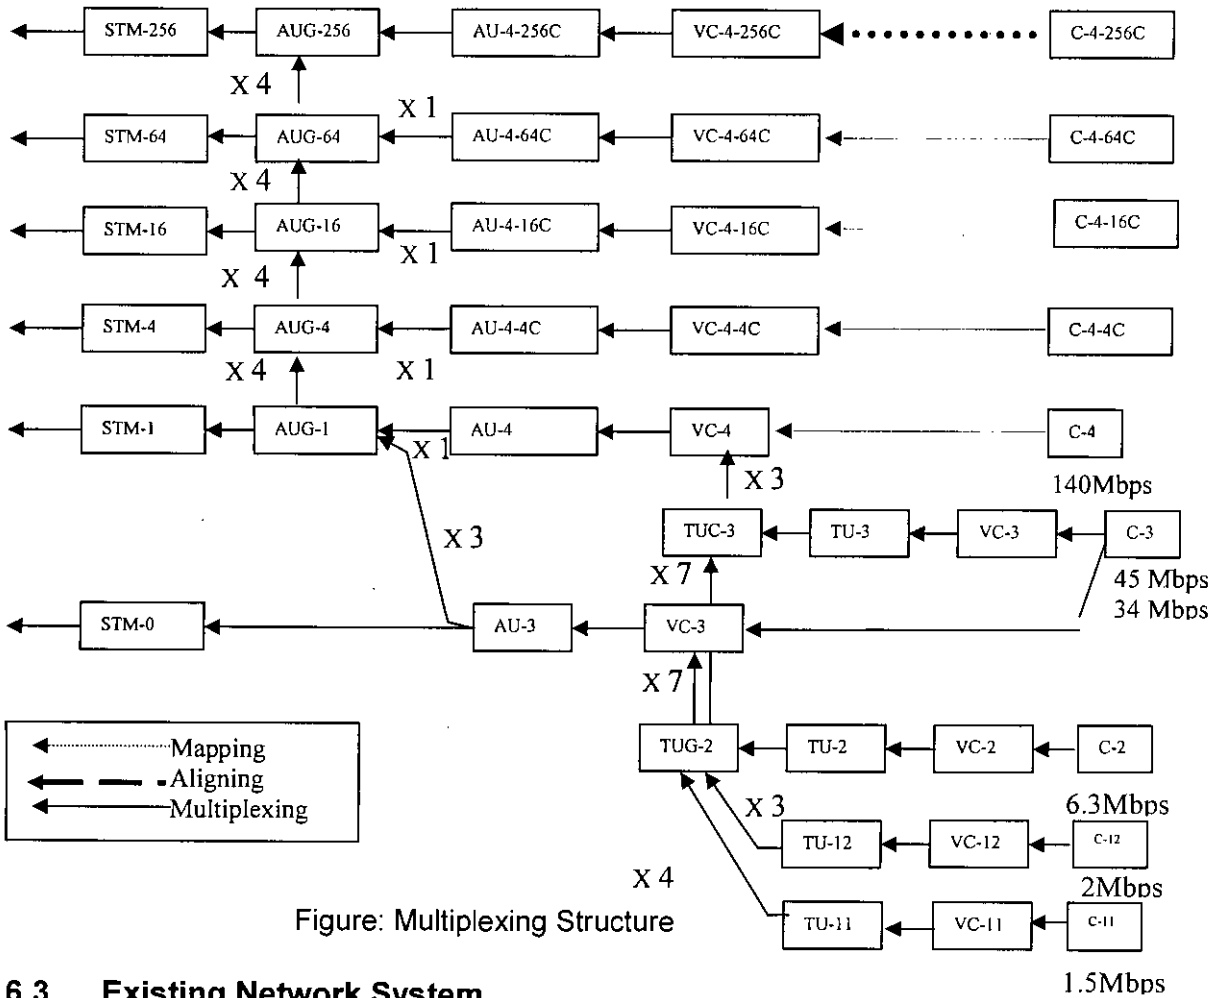 STM-256 AUG-256 AU-4-256C VC-4-256C C-4-256C
X 4
X 1
STM-64 AUG-64 AU-4-64C VC-4-64C C-4-64C
X 4
STM-16 AUG-16 AU-4-16C VC-4-16C C-4-16C
X 1
X 4
STM-4 AUG-4 AU-4-4C VC-4-4C C-4-4C
X 4 X 1
STM-1 AUG-1 AU-4 VC-4 C-4
X 1
X 3
140Mbps
TUC-3 TU-3 VC-3 C-3
X 3
X 7
45 Mbps
34 Mbps
STM-0 AU-3 VC-3
X 7
TUG-2 TU-2 VC-2 C-2
Mapping
Aligning
Multiplexing
6.3Mbps
X 3
TU-12 VC-12 C-12
X 4
2Mbps
Figure: Multiplexing Structure
TU-11 VC-11 C-11
6.3 Existing Network System
1.5Mbps